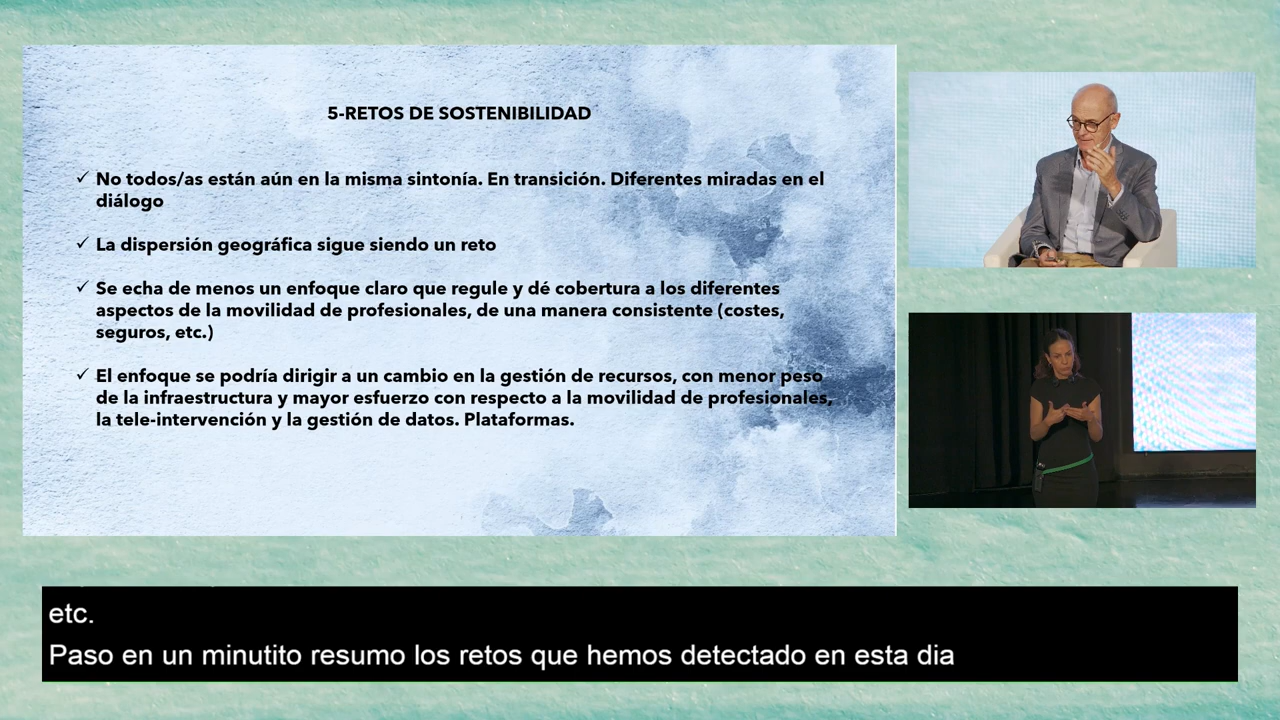 5-RETOS DE SOSTENIBILIDAD
✓ No todos/as están aún en la misma sintonía. En transición. Diferentes miradas en el
diálogo
✓ La dispersión geográfica sigue siendo un reto
✓ Se echa de menos un enfoque claro que regule y dé cobertura a los diferentes
aspectos de la movilidad de profesionales, de una manera consistente (costes,
seguros, etc.)
✓ El enfoque se podría dirigir a un cambio en la gestión de recursos, con menor peso
de la infraestructura y mayor esfuerzo con respecto a la movilidad de profesionales,
la tele-intervención y la gestión de datos. Plataformas.
etc.
Paso en un minutito resumo los retos que hemos detectado en esta dia